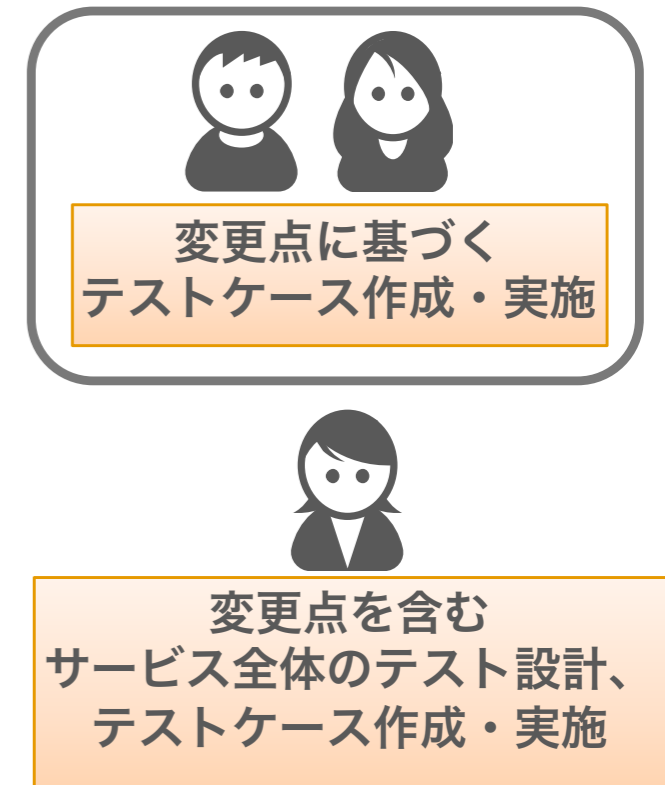 変更点に基づく
テストケース作成・実施
変更点を含む
サービス全体のテスト設計、
テストケース作成・実施